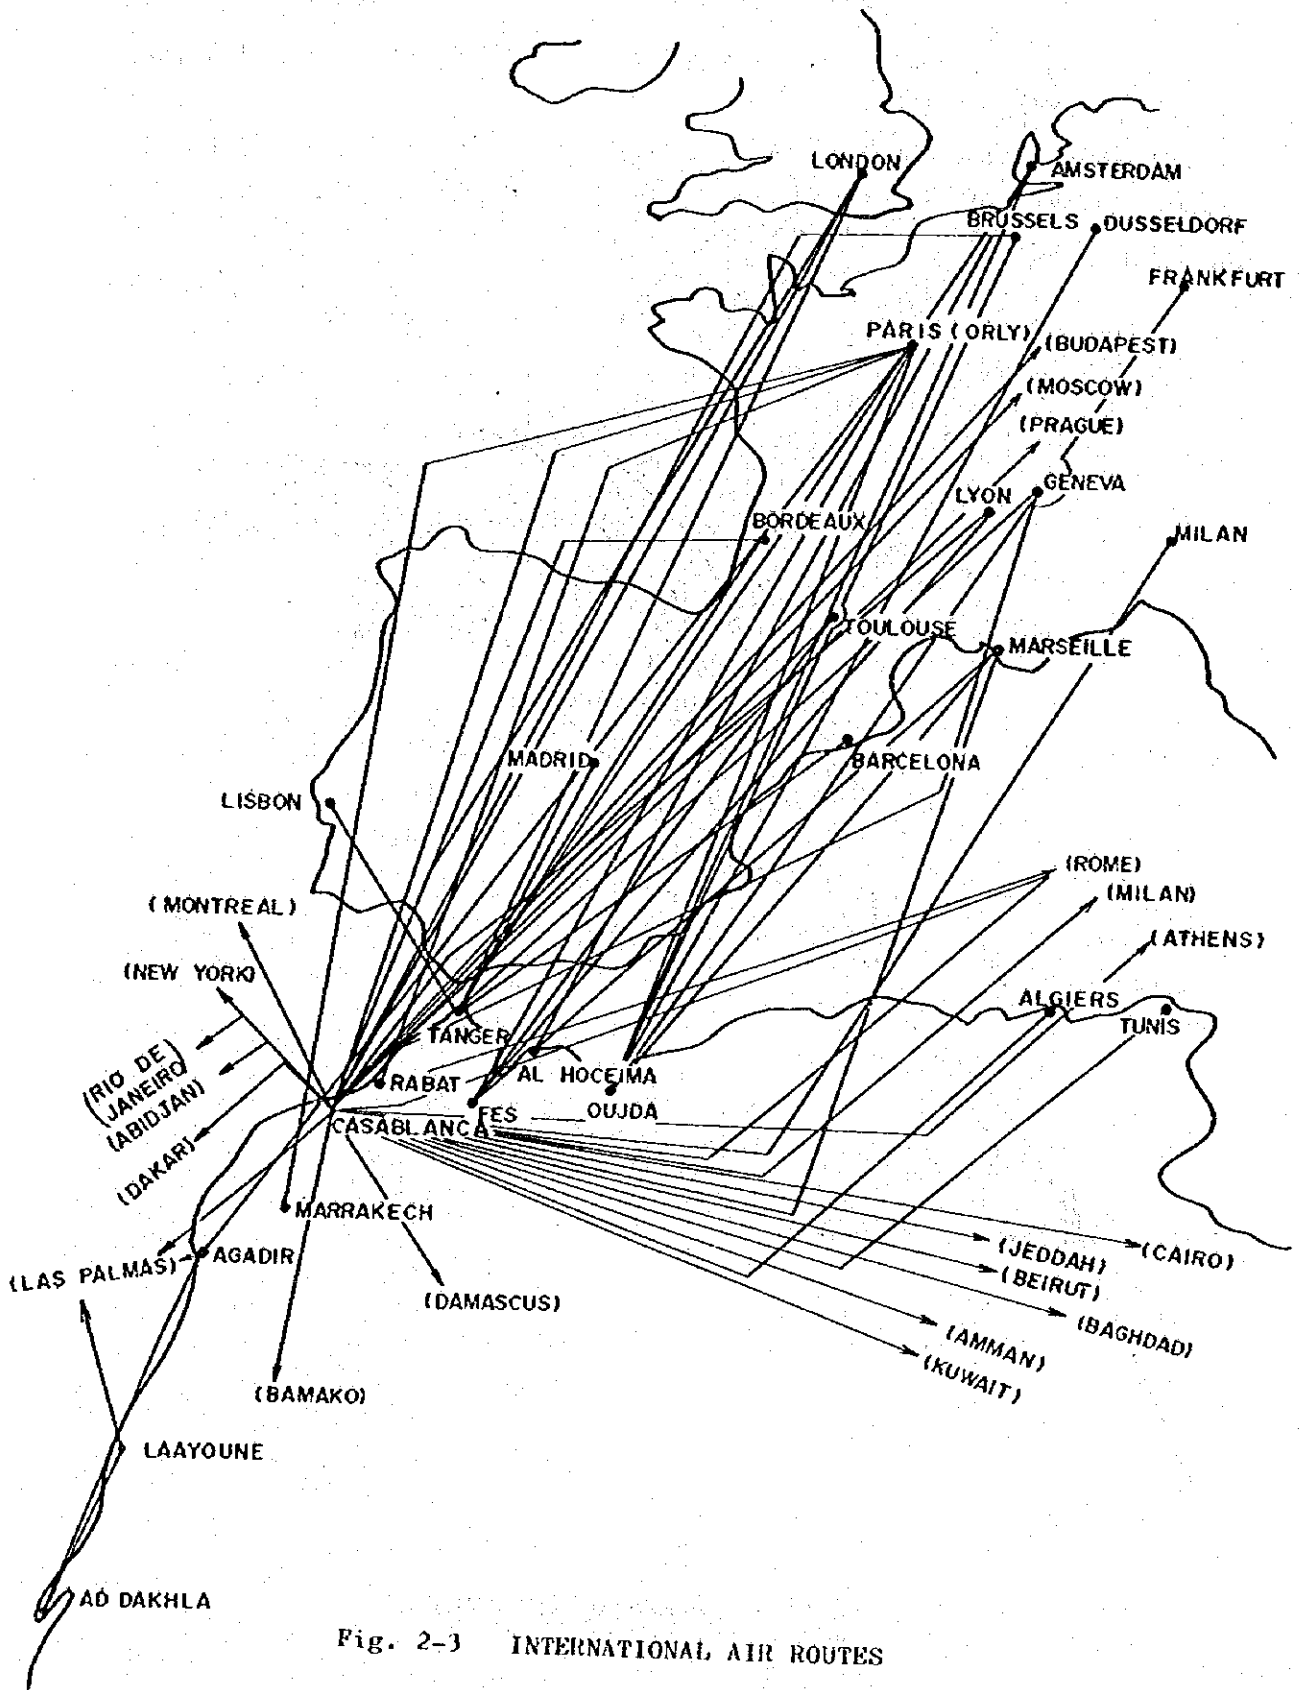 LONDON
AMSTERDAM
BRUSSELS
DUSSELDORF
FRANKFURT
PARIS (ORLY)
(BUDAPEST)
(MOSCOW)
(PRAGUE)
GENEVA
LYON
BORDEAUX
MILAN
TOULOUSE
MARSEILLE
MADRID
BARCELONA
LISBON
(ROME)
(MILAN)
(MONTREAL)
(ATHENS)
(NEW YORK)
ALGIERS
TUNIS
TANGER
(RIO DE
JANEIRO)
(ABIDJAN)
(DAKAR)
RABAT
AL HOCEIMA
OUJDA
FES
CASABLANCA
MARRAKECH
AGADIR
(LAS PALMAS)
(DAMASCUS)
(CAIRO)
(JEDDAH)
(BEIRUT)
(BAGHDAD)
(AMMAN)
(KUWAIT)
(BAMAKO)
LAAYOUNE
AD DAKHLA
Fig. 2-3 INTERNATIONAL AIR ROUTES